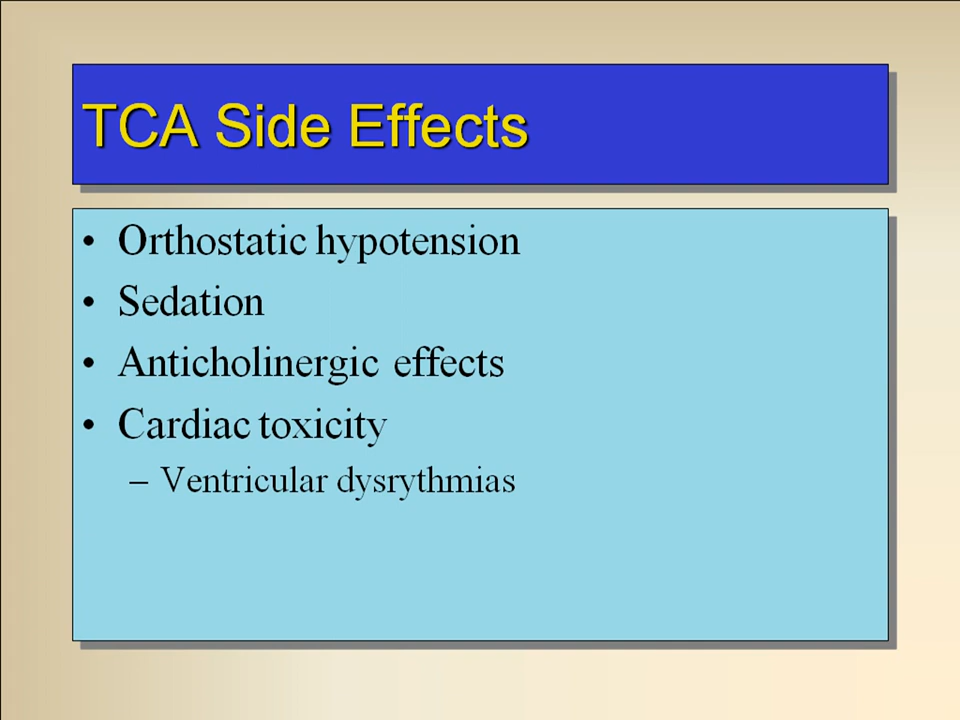 TCA Side Effects
• Orthostatic hypotension
• Sedation
• Anticholinergic effects
• Cardiac toxicity
– Ventricular dysrythmias